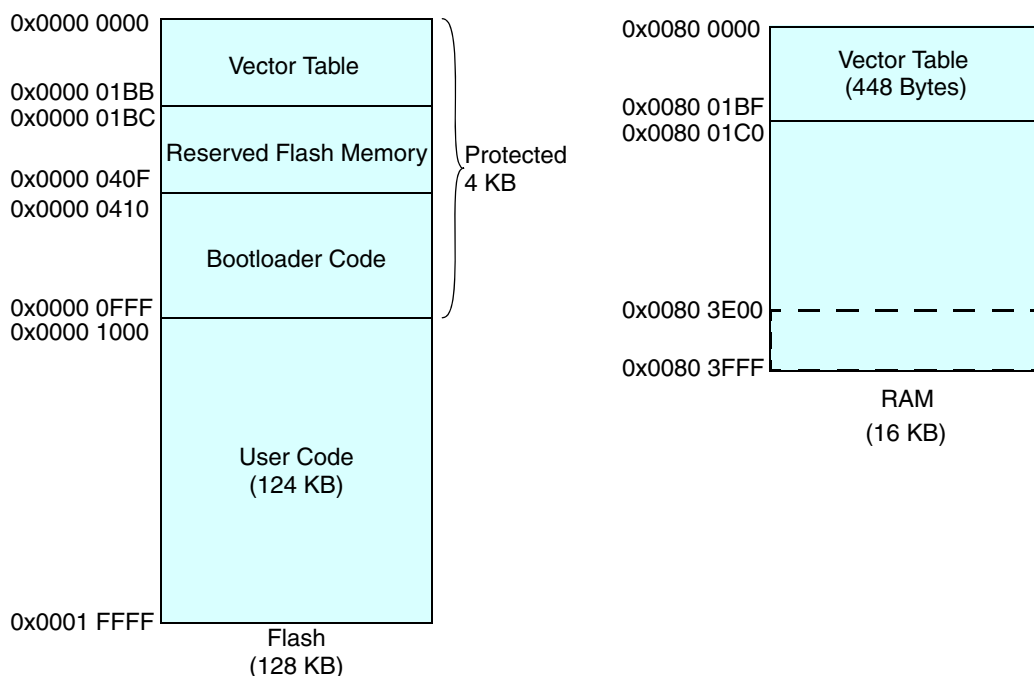 0x0000 0000
Vector Table
0x0000 01BB
0x0000 01BC
Reserved Flash Memory
0x0000 040F
0x0000 0410
Bootloader Code
0x0000 0FFF
0x0000 1000
Protected
4 KB
User Code
(124 KB)
0x0001 FFFF
Flash
(128 KB)
0x0080 0000
Vector Table
(448 Bytes)
0x0080 01BF
0x0080 01C0
0x0080 3E00
0x0080 3FFF
RAM
(16 KB)